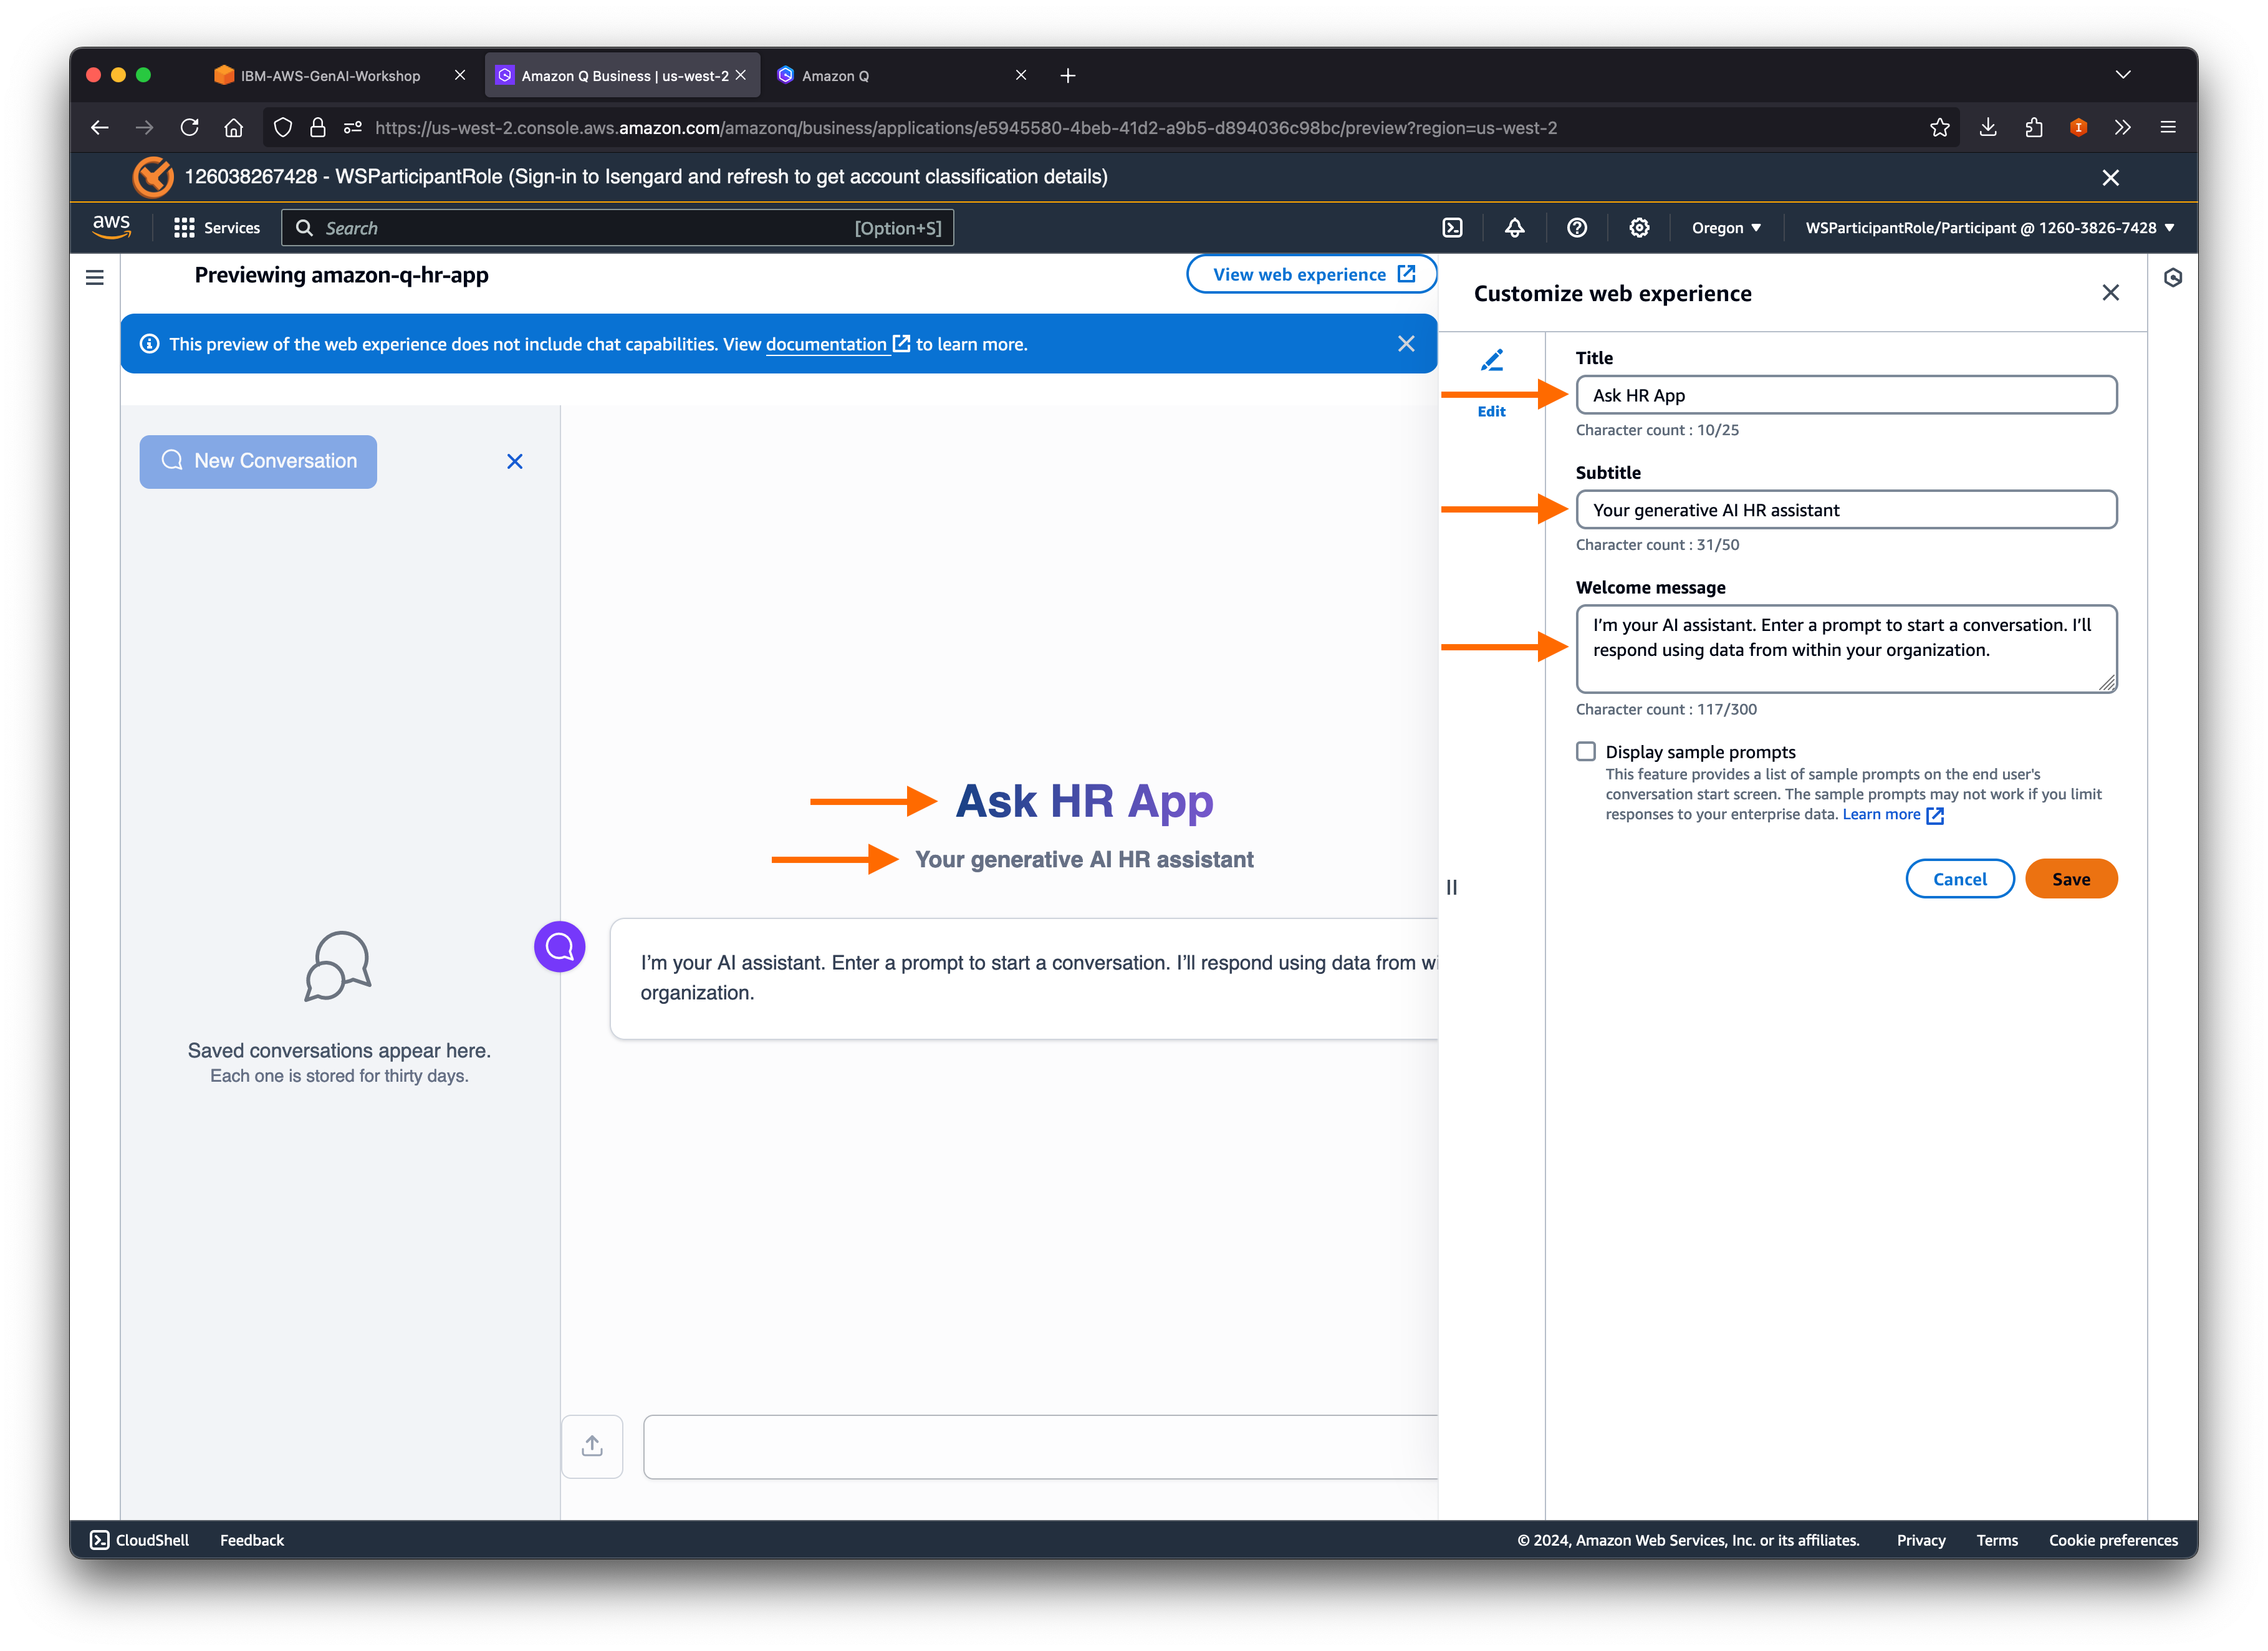 IBM-AWS-GenAI-Workshop
Amazon Q Business | us-west-2
Amazon Q
https://us-west-2.console.aws.amazon.com/amazonq/business/applications/e5945580-4beb-41d2-a9b5-d894036c98bc/preview?region=us-west-2
126038267428 - WSParticipantRole (Sign-in to Isengard and refresh to get account classification details)
aws
Services
Search
[Option+S]
Oregon
WSParticipantRole/Participant @ 1260-3826-7428
Previewing amazon-q-hr-app
View web experience
This preview of the web experience does not include chat capabilities. View documentation to learn more.
New Conversation
Saved conversations appear here.
Each one is stored for thirty days.
Ask HR App
Your generative AI HR assistant
I'm your AI assistant. Enter a prompt to start a conversation. I'll respond using data from wi
organization.
Customize web experience
Edit
Title
Ask HR App
Character count : 10/25
Subtitle
Your generative AI HR assistant
Character count : 31/50
Welcome message
I'm your AI assistant. Enter a prompt to start a conversation. I'll
respond using data from within your organization.
Character count : 117/300
Display sample prompts
This feature provides a list of sample prompts on the end user's
conversation start screen. The sample prompts may not work if you limit
responses to your enterprise data. Learn more
Cancel
Save
CloudShell
Feedback
© 2024, Amazon Web Services, Inc. or its affiliates.
Privacy
Terms
Cookie preferences